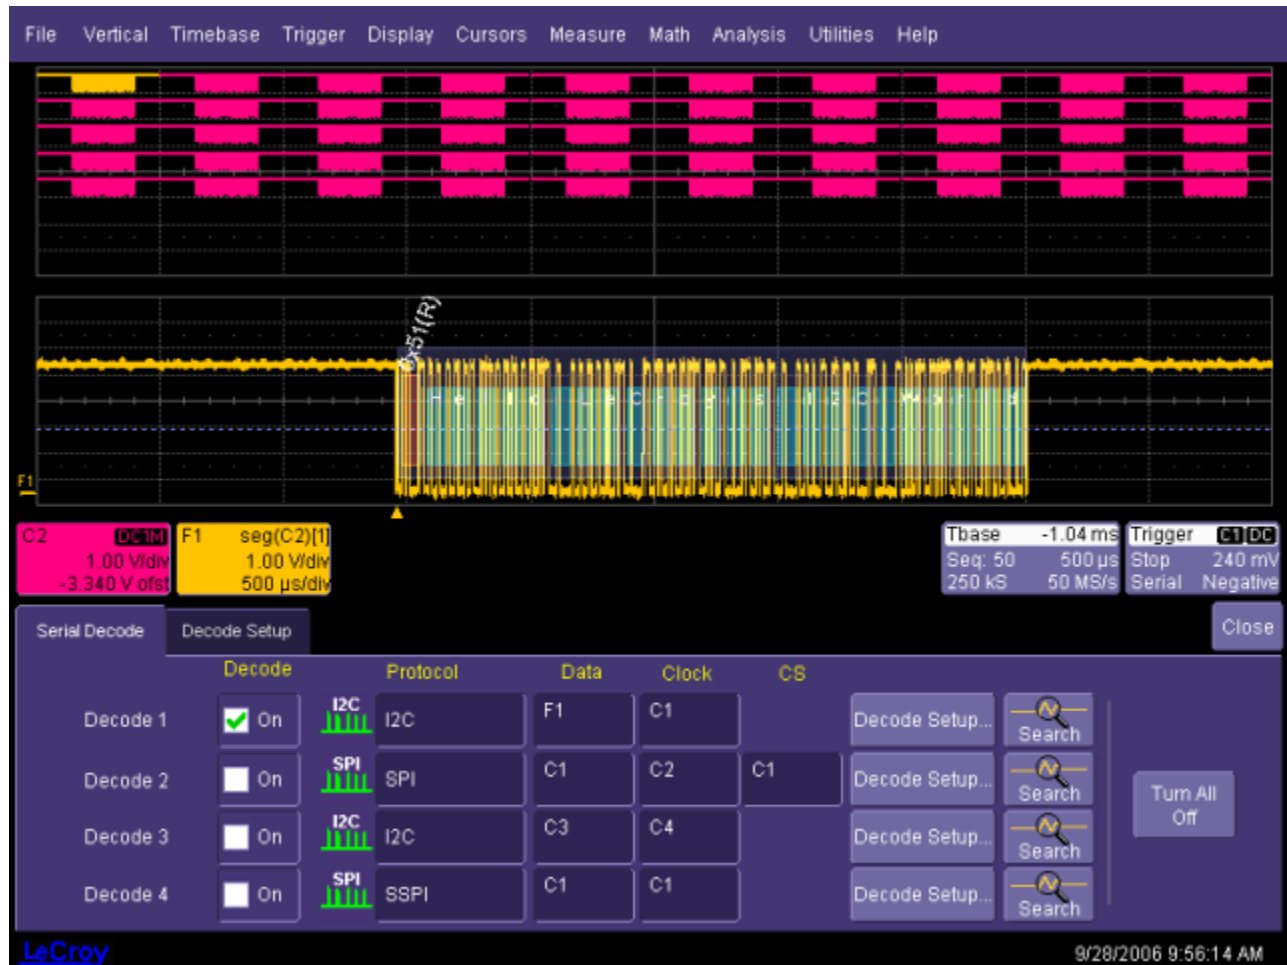 File Vertical Timebase Trigger Display Cursors Measure Math Analysis Utilities Help
0x51(R)
H e l l o L e C r o y ' s I 2 C W o r l d
F1
C2 DC1M
1.00 V/div
-3.340 V ofst
F1 seg(C2)[1]
1.00 V/div
500 µs/div
Tbase -1.04 ms
Seq: 50 500 µs
250 kS 50 MS/s
Trigger C1 DC
Stop 240 mV
Serial Negative
Serial Decode Decode Setup Close
Decode Protocol Data Clock CS
Decode 1 On I2C I2C F1 C1 Decode Setup... Search
Decode 2 On SPI SPI C1 C2 C1 Decode Setup... Search
Turn All
Off
Decode 3 On I2C I2C C3 C4 Decode Setup... Search
Decode 4 On SPI SSPI C1 C1 Decode Setup... Search
LeCroy 9/28/2006 9:56:14 AM